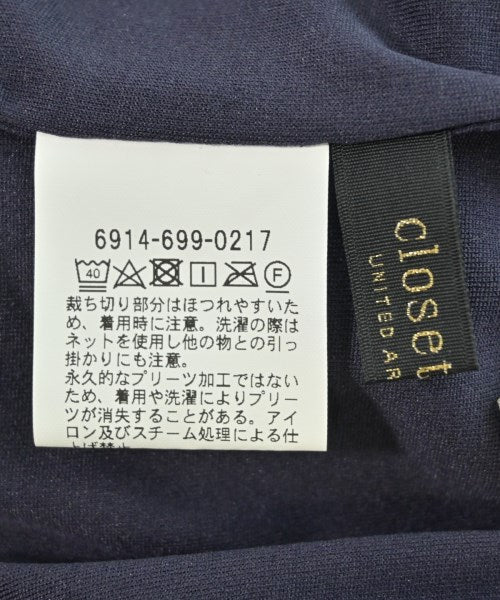 6914-699-0217
40 F
裁ち切り部分はほつれやすいた
め、着用時に注意。洗濯の際は
ネットを使用し他の物との引っ
掛かりにも注意。
永久的なプリーツ加工ではない
ため、着用や洗濯によりプリー
ツが消失することがある。アイ
ロン及びスチーム処理による仕
上げ禁止
closet
UNITED AR